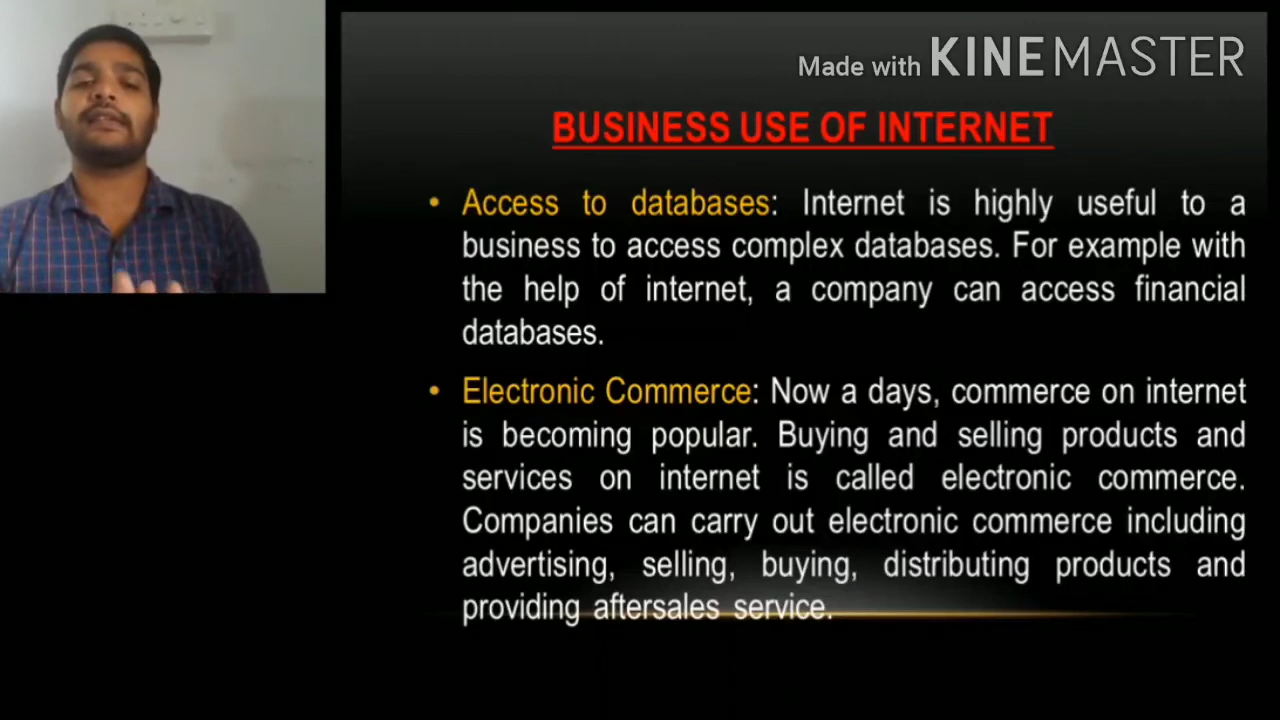 Made with KINEMASTER
BUSINESS USE OF INTERNET
• Access to databases: Internet is highly useful to a
business to access complex databases. For example with
the help of internet, a company can access financial
databases.
• Electronic Commerce: Now a days, commerce on internet
is becoming popular. Buying and selling products and
services on internet is called electronic commerce.
Companies can carry out electronic commerce including
advertising, selling, buying, distributing products and
providing aftersales service.